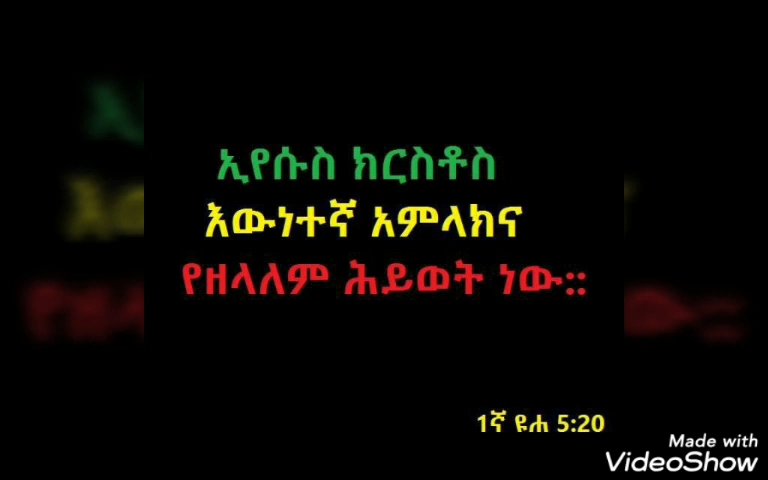 ኢየሱስ ክርስቶስ
እውነተኛ አምላክና
የዘላለም ሕይወት ነው።
1ኛ ዩሐ 5:20
Made with
VideoShow